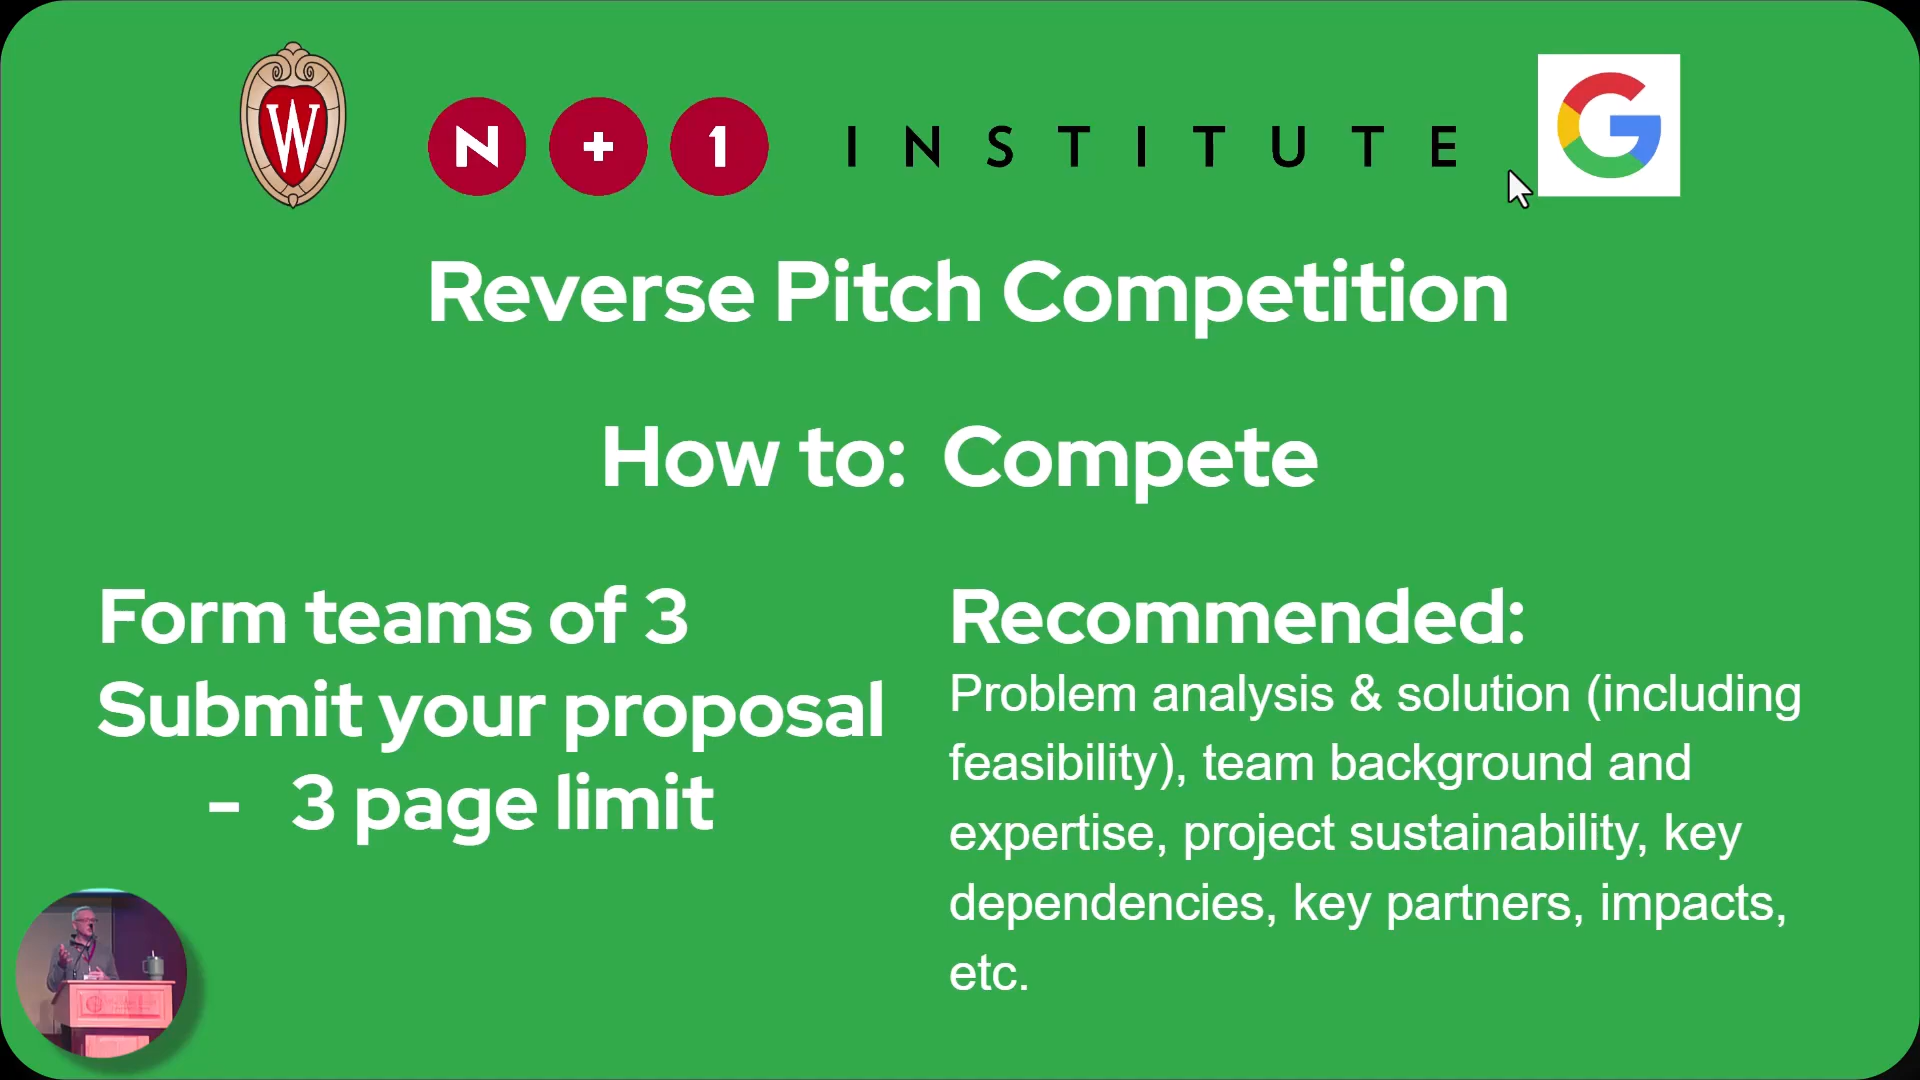 W
N + 1 INSTITUTE
G
Reverse Pitch Competition
How to: Compete
Form teams of 3
Submit your proposal
- 3 page limit
Recommended:
Problem analysis & solution (including
feasibility), team background and
expertise, project sustainability, key
dependencies, key partners, impacts,
etc.